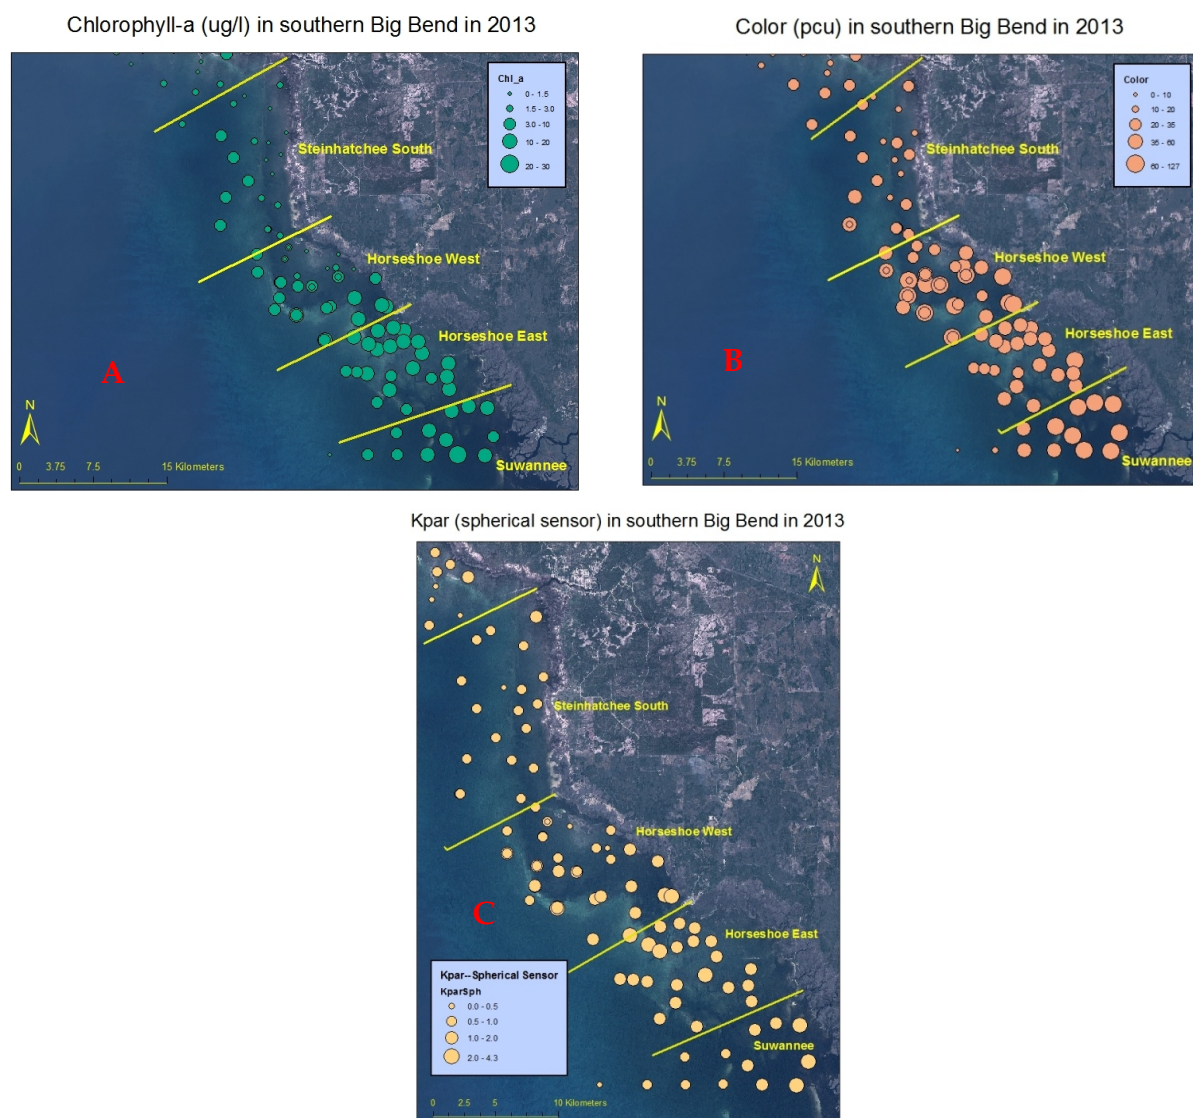 Chlorophyll-a (ug/l) in southern Big Bend in 2013
Chl_a
0 - 1.5
1.5 - 3.0
3.0 - 10
10 - 20
20 - 30
Steinhatchee South
Horseshoe West
Horseshoe East
Suwannee
A
N
0 3.75 7.5 15 Kilometers
Color (pcu) in southern Big Bend in 2013
Color
0 - 10
10 - 20
20 - 35
35 - 60
60 - 127
Steinhatchee South
Horseshoe West
Horseshoe East
Suwannee
B
N
0 3.75 7.5 15 Kilometers
Kpar (spherical sensor) in southern Big Bend in 2013
N
Steinhatchee South
Horseshoe West
Horseshoe East
Suwannee
C
Kpar--Spherical Sensor
KparSph
0.0 - 0.5
0.5 - 1.0
1.0 - 2.0
2.0 - 4.3
0 2.5 5 10 Kilometers